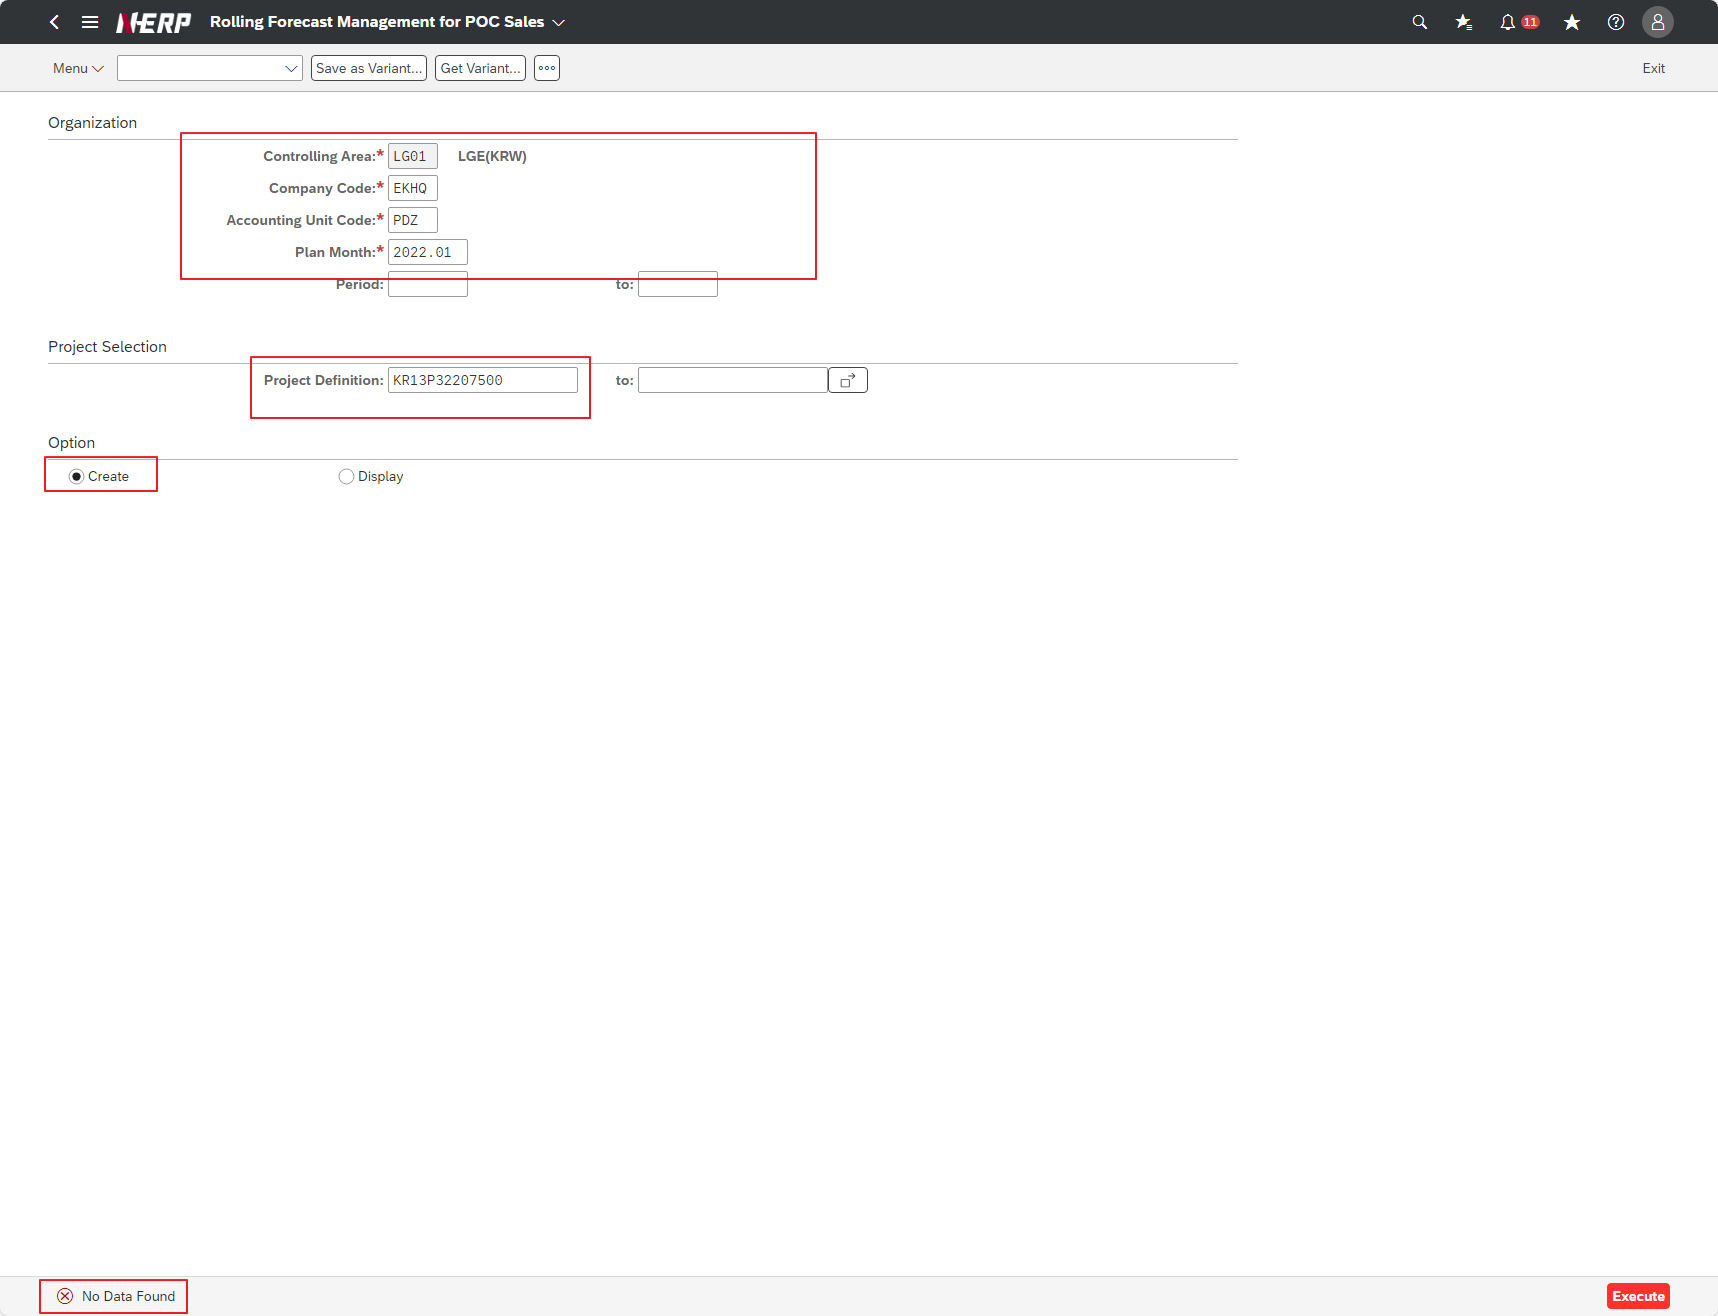 NERP Rolling Forecast Management for POC Sales 11
Menu Save as Variant... Get Variant... Exit
Organization
Controlling Area:* LG01 LGE(KRW)
Company Code:* EKHQ
Accounting Unit Code:* PDZ
Plan Month:* 2022.01
Period: to:
Project Selection
Project Definition: KR13P32207500 to:
Option
Create Display
No Data Found Execute